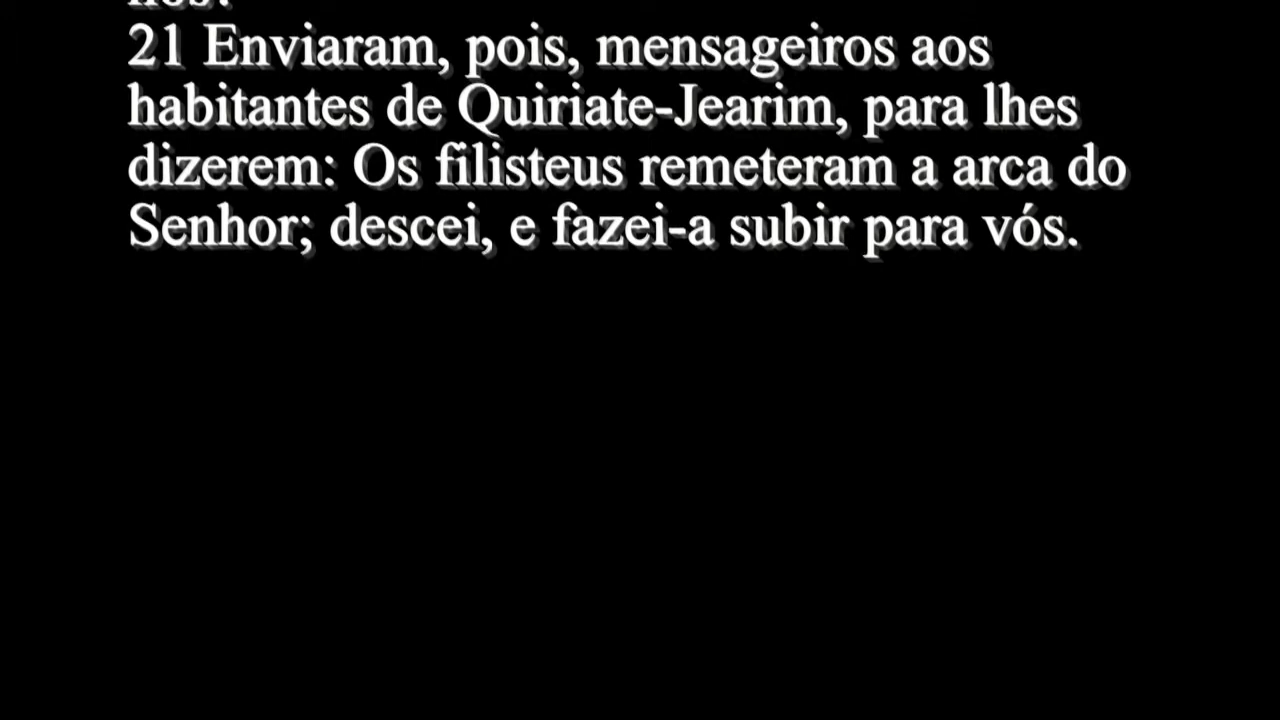 nós?
21 Enviaram, pois, mensageiros aos
habitantes de Quiriate-Jearim, para lhes
dizerem: Os filisteus remeteram a arca do
Senhor; descei, e fazei-a subir para vós.